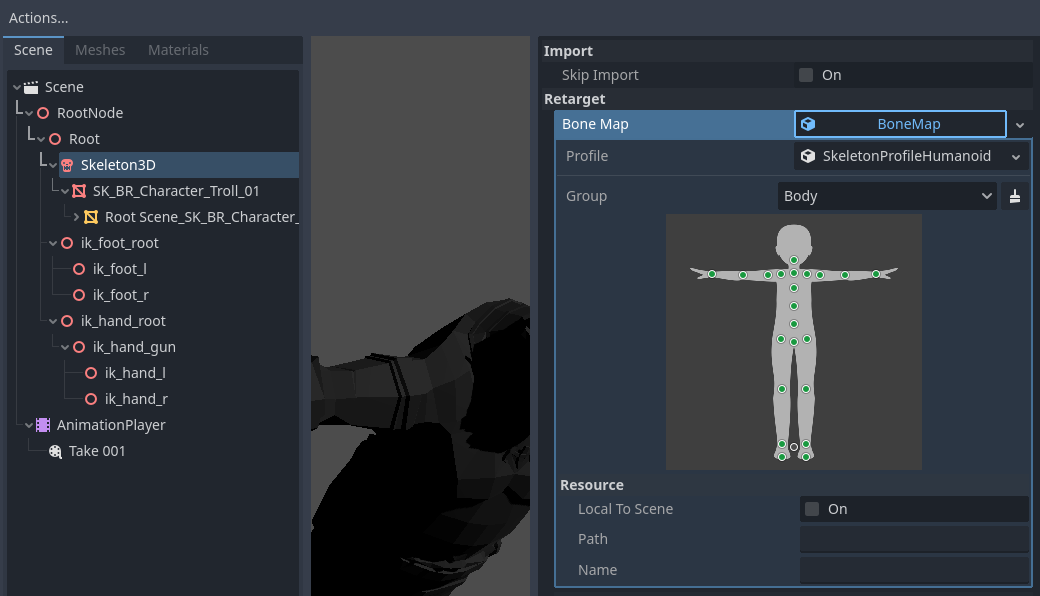 Actions...
Scene
Meshes
Materials
Scene
RootNode
Root
Skeleton3D
SK_BR_Character_Troll_01
Root Scene_SK_BR_Character_
ik_foot_root
ik_foot_l
ik_foot_r
ik_hand_root
ik_hand_gun
ik_hand_l
ik_hand_r
AnimationPlayer
Take 001
Import
Skip Import
On
Retarget
Bone Map
BoneMap
Profile
SkeletonProfileHumanoid
Group
Body
Resource
Local To Scene
On
Path
Name